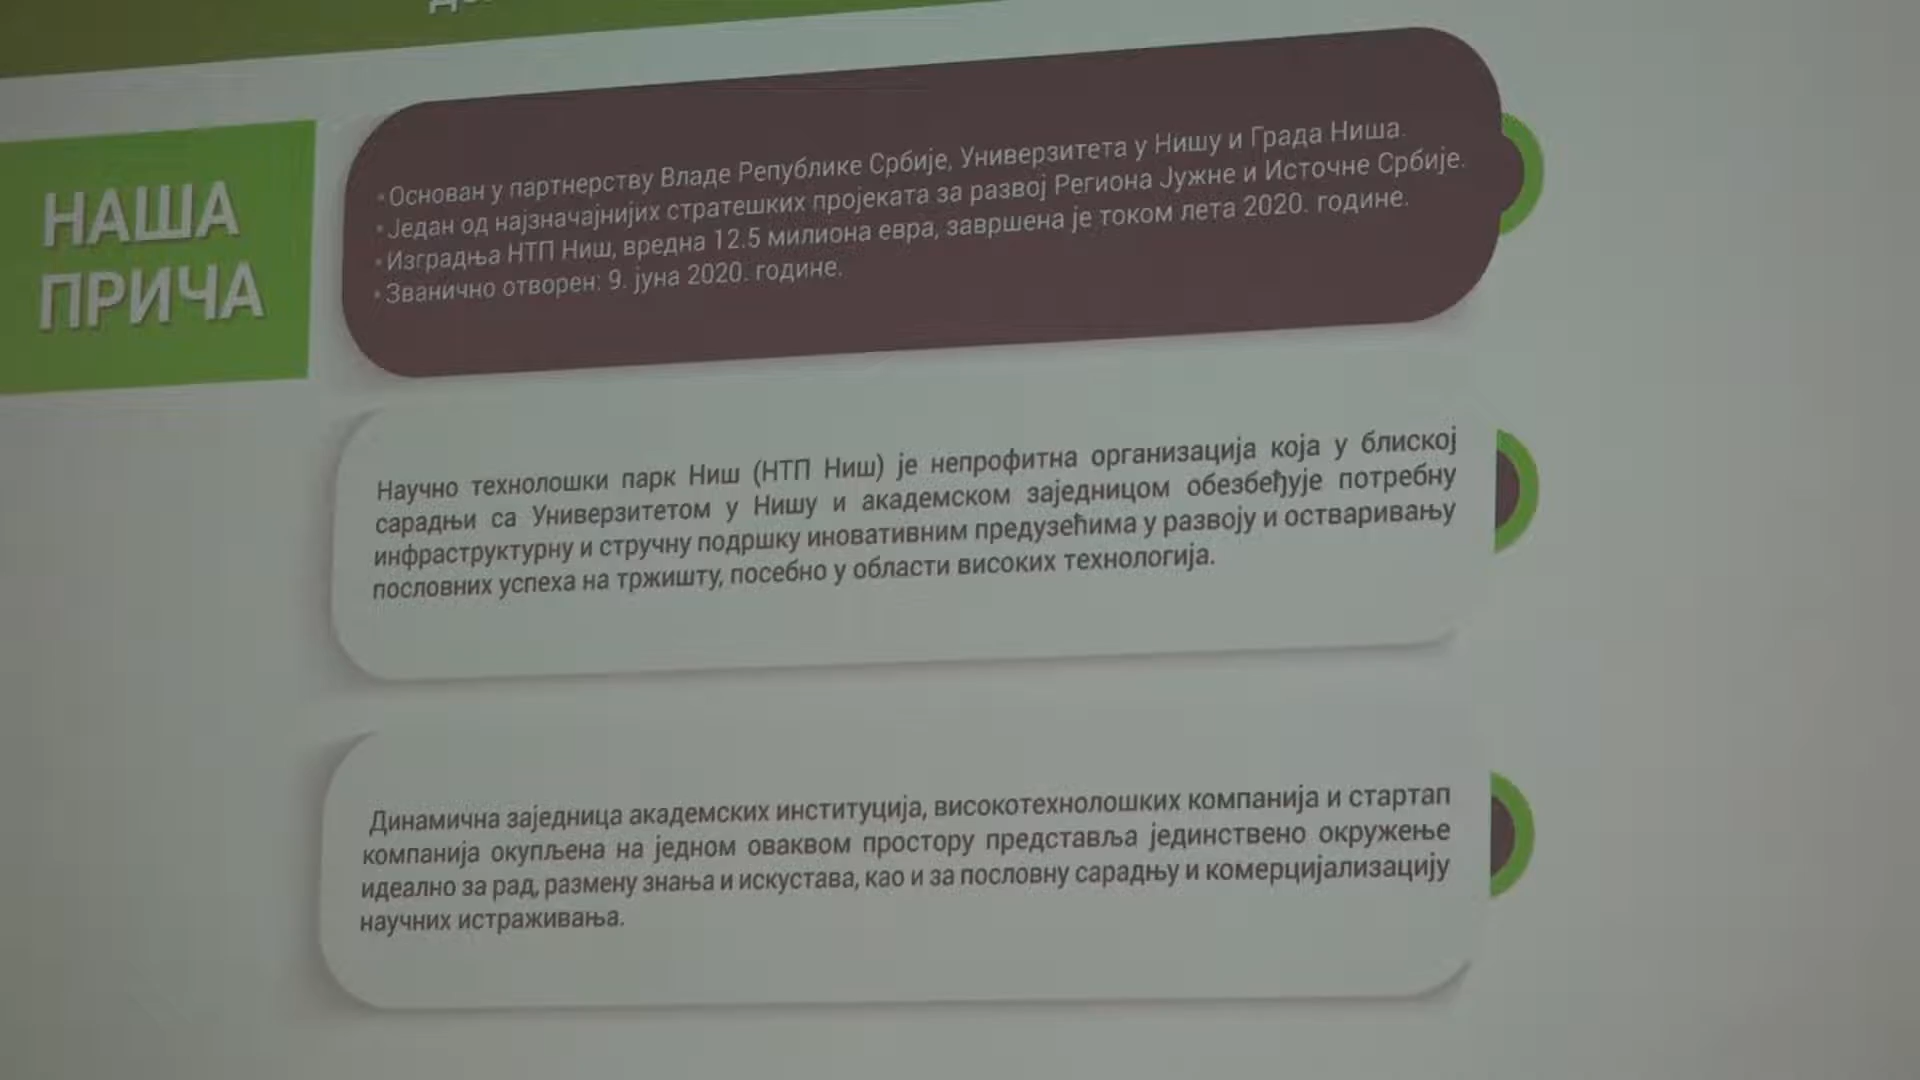 НАША
ПРИЧА
• Основан у партнерству Владе Републике Србије, Универзитета у Нишу и Града Ниша.
• Један од најзначајнијих стратешких пројеката за развој Региона Јужне и Источне Србије.
• Изградња НТП Ниш, вредна 12.5 милиона евра, завршена је током лета 2020. године.
• Званично отворен: 9. јуна 2020. године.
Научно технолошки парк Ниш (НТП Ниш) је непрофитна организација која у блиској
сарадњи са Универзитетом у Нишу и академском заједницом обезбеђује потребну
инфраструктурну и стручну подршку иновативним предузећима у развоју и остваривању
пословних успеха на тржишту, посебно у области високих технологија.
Динамична заједница академских институција, високотехнолошких компанија и стартап
компанија окупљена на једном оваквом простору представља јединствено окружење
идеално за рад, размену знања и искустава, као и за пословну сарадњу и комерцијализацију
научних истраживања.